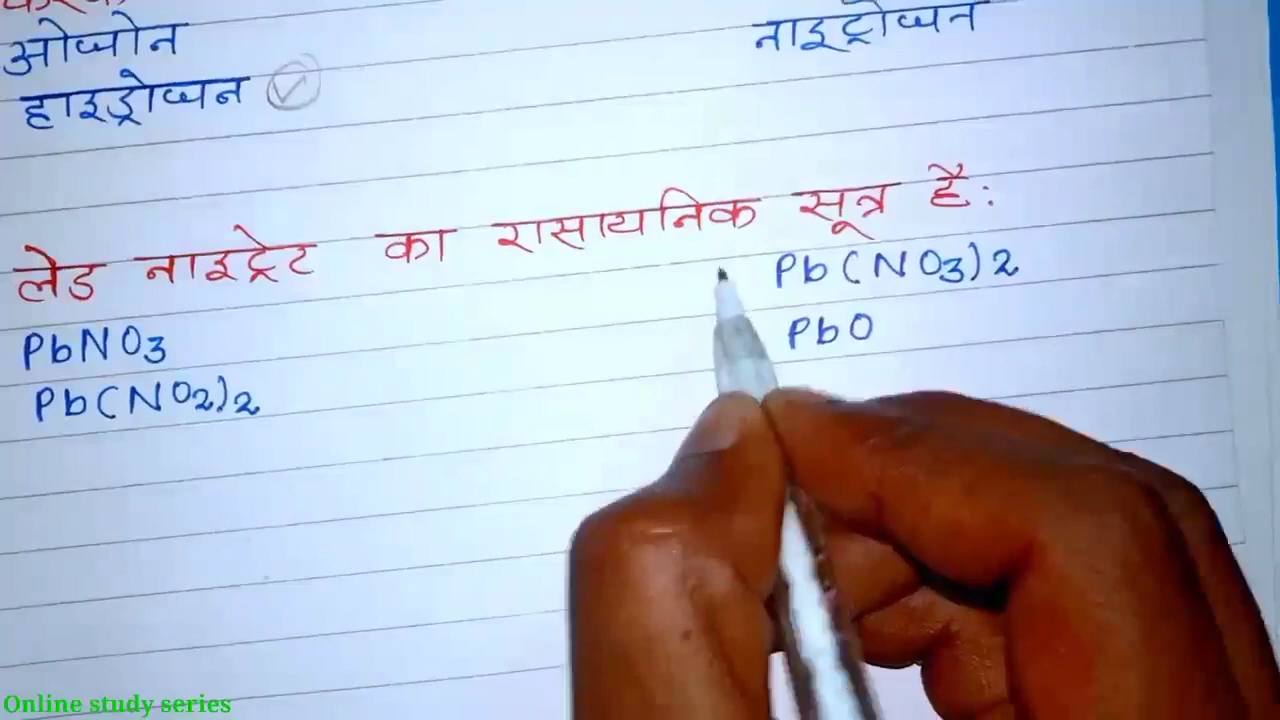 ओजोन नाइट्रोजन
हाइड्रोजन
लेड नाइट्रेट का रासायनिक सूत्र है:
PbNO3 Pb(NO3)2
Pb(NO2)2 PbO
Online study series